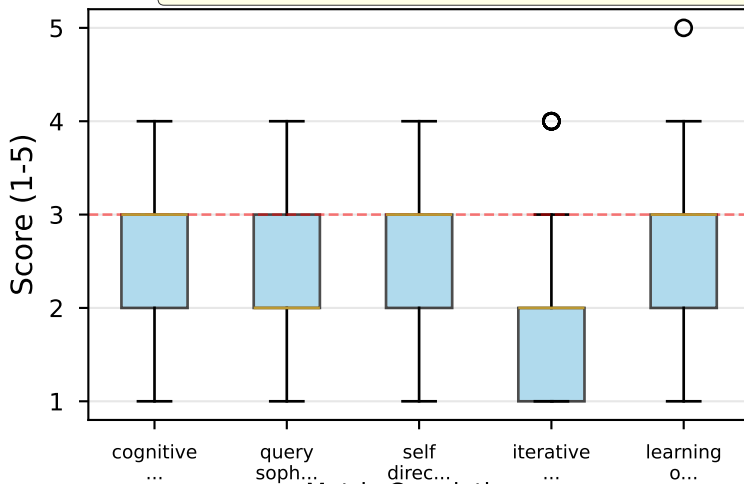 Score (1-5)
5
4
3
2
1
cognitive
...
query
soph...
self
direc...
iterative
...
learning
o...